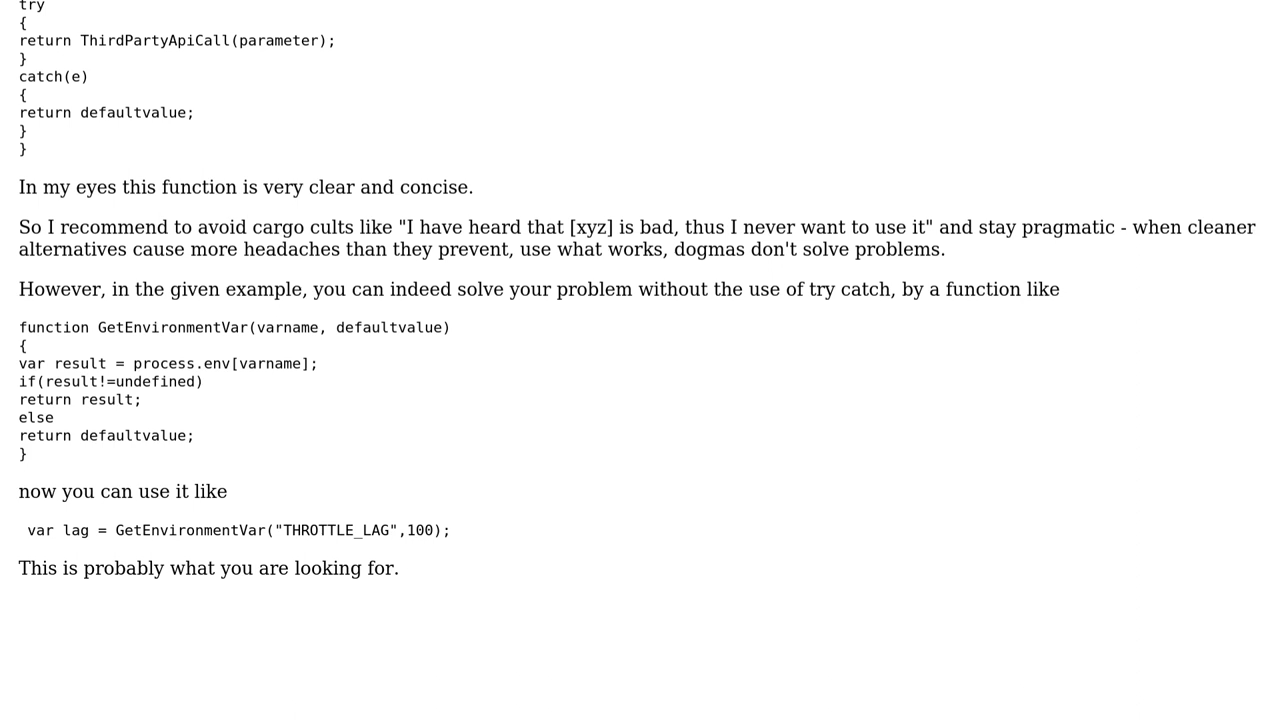 try
{
return ThirdPartyApiCall(parameter);
}
catch(e)
{
return defaultvalue;
}
}
In my eyes this function is very clear and concise.
So I recommend to avoid cargo cults like "I have heard that [xyz] is bad, thus I never want to use it" and stay pragmatic - when cleaner
alternatives cause more headaches than they prevent, use what works, dogmas don't solve problems.
However, in the given example, you can indeed solve your problem without the use of try catch, by a function like
function GetEnvironmentVar(varname, defaultvalue)
{
var result = process.env[varname];
if(result!=undefined)
return result;
else
return defaultvalue;
}
now you can use it like
var lag = GetEnvironmentVar("THROTTLE_LAG",100);
This is probably what you are looking for.